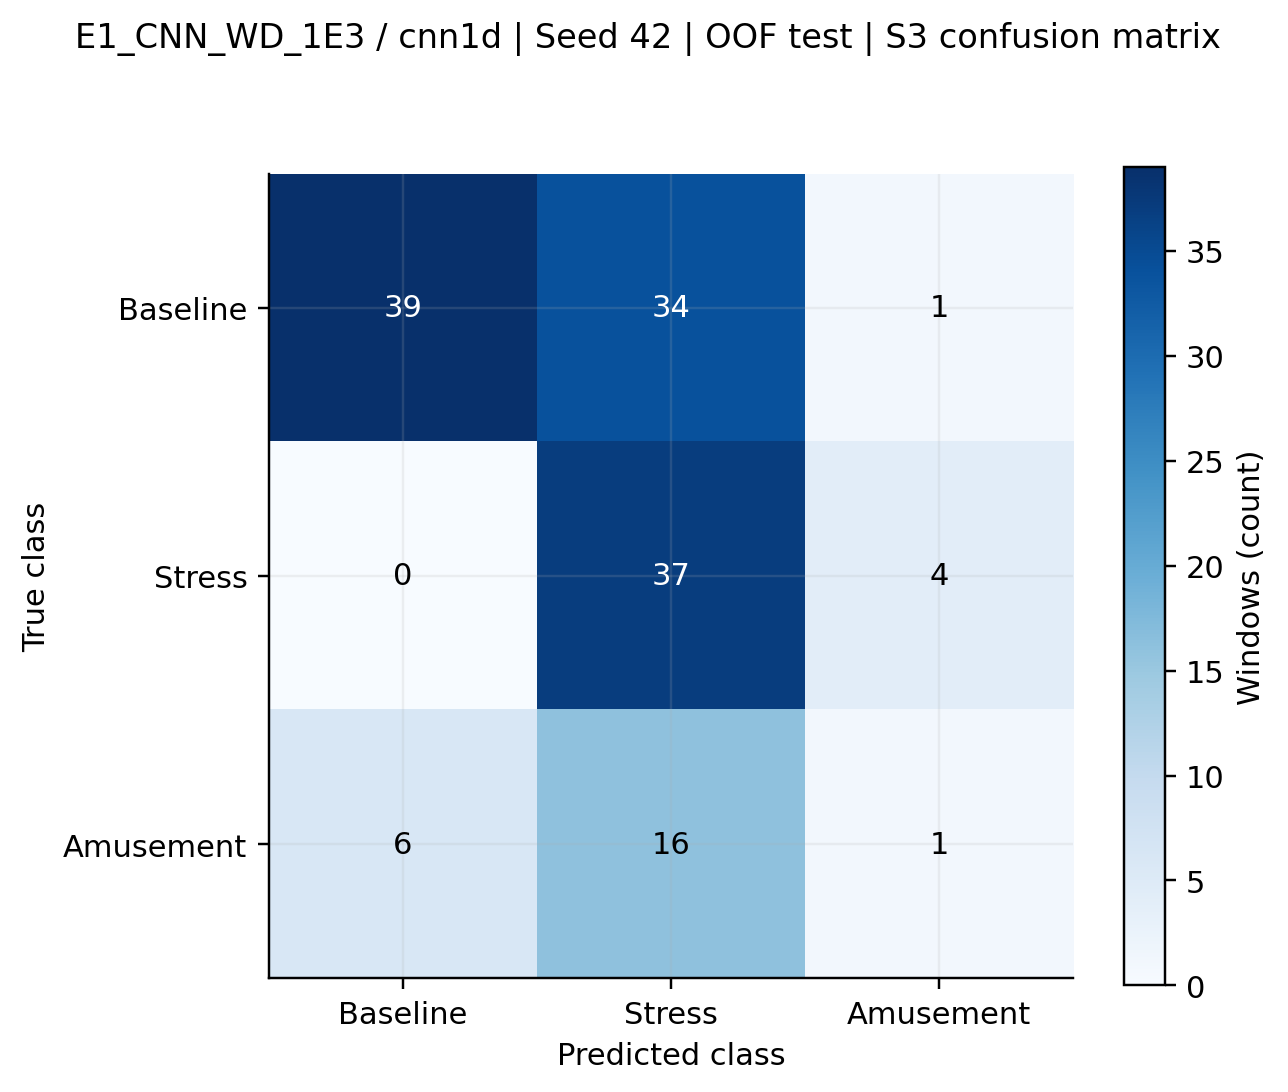 E1_CNN_WD_1E3 / cnn1d | Seed 42 | OOF test | S3 confusion matrix
Baseline 39 34 1
Stress 0 37 4
Amusement 6 16 1
Baseline Stress Amusement
Predicted class
True class
35
30
25
20
15
10
5
0
Windows (count)